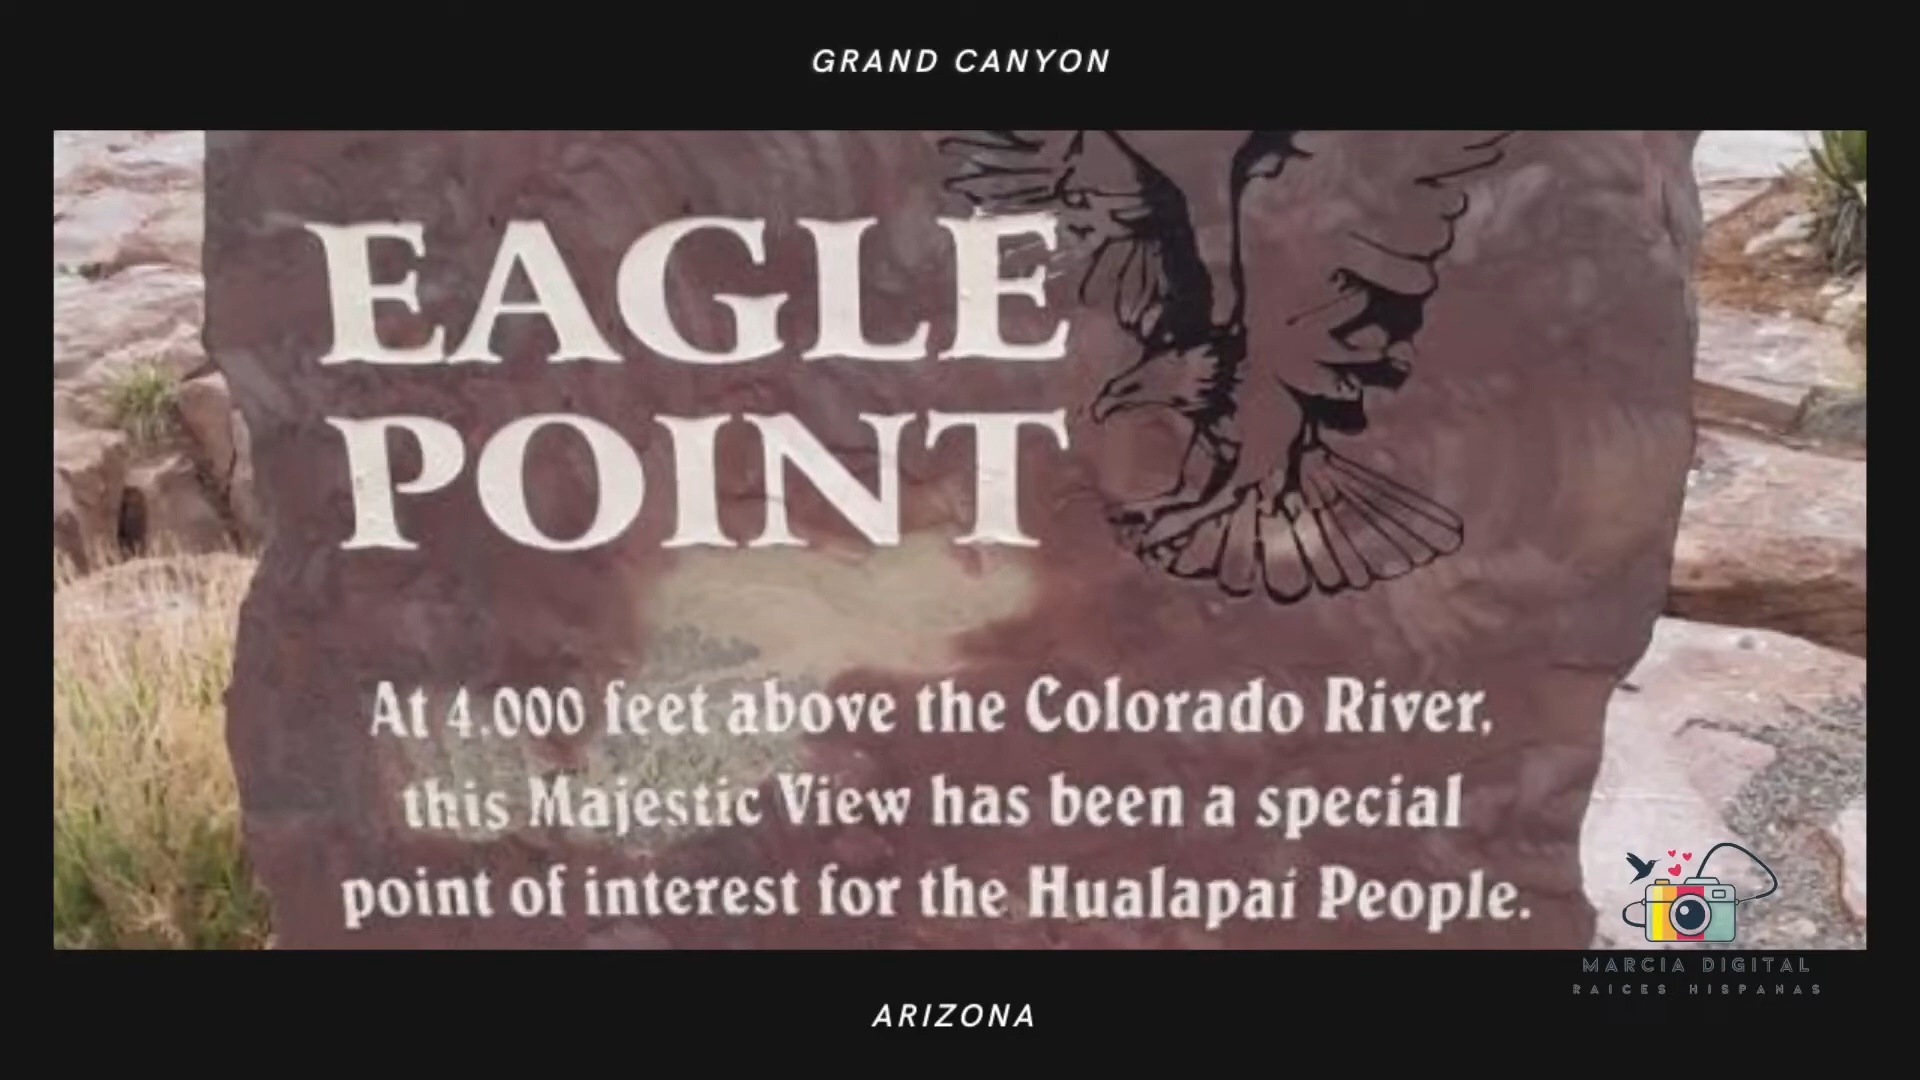 GRAND CANYON
EAGLE
POINT
At 4.000 feet above the Colorado River,
this Majestic View has been a special
point of interest for the Hualapai People.
MARCIA DIGITAL
RAICES HISPANAS
ARIZONA